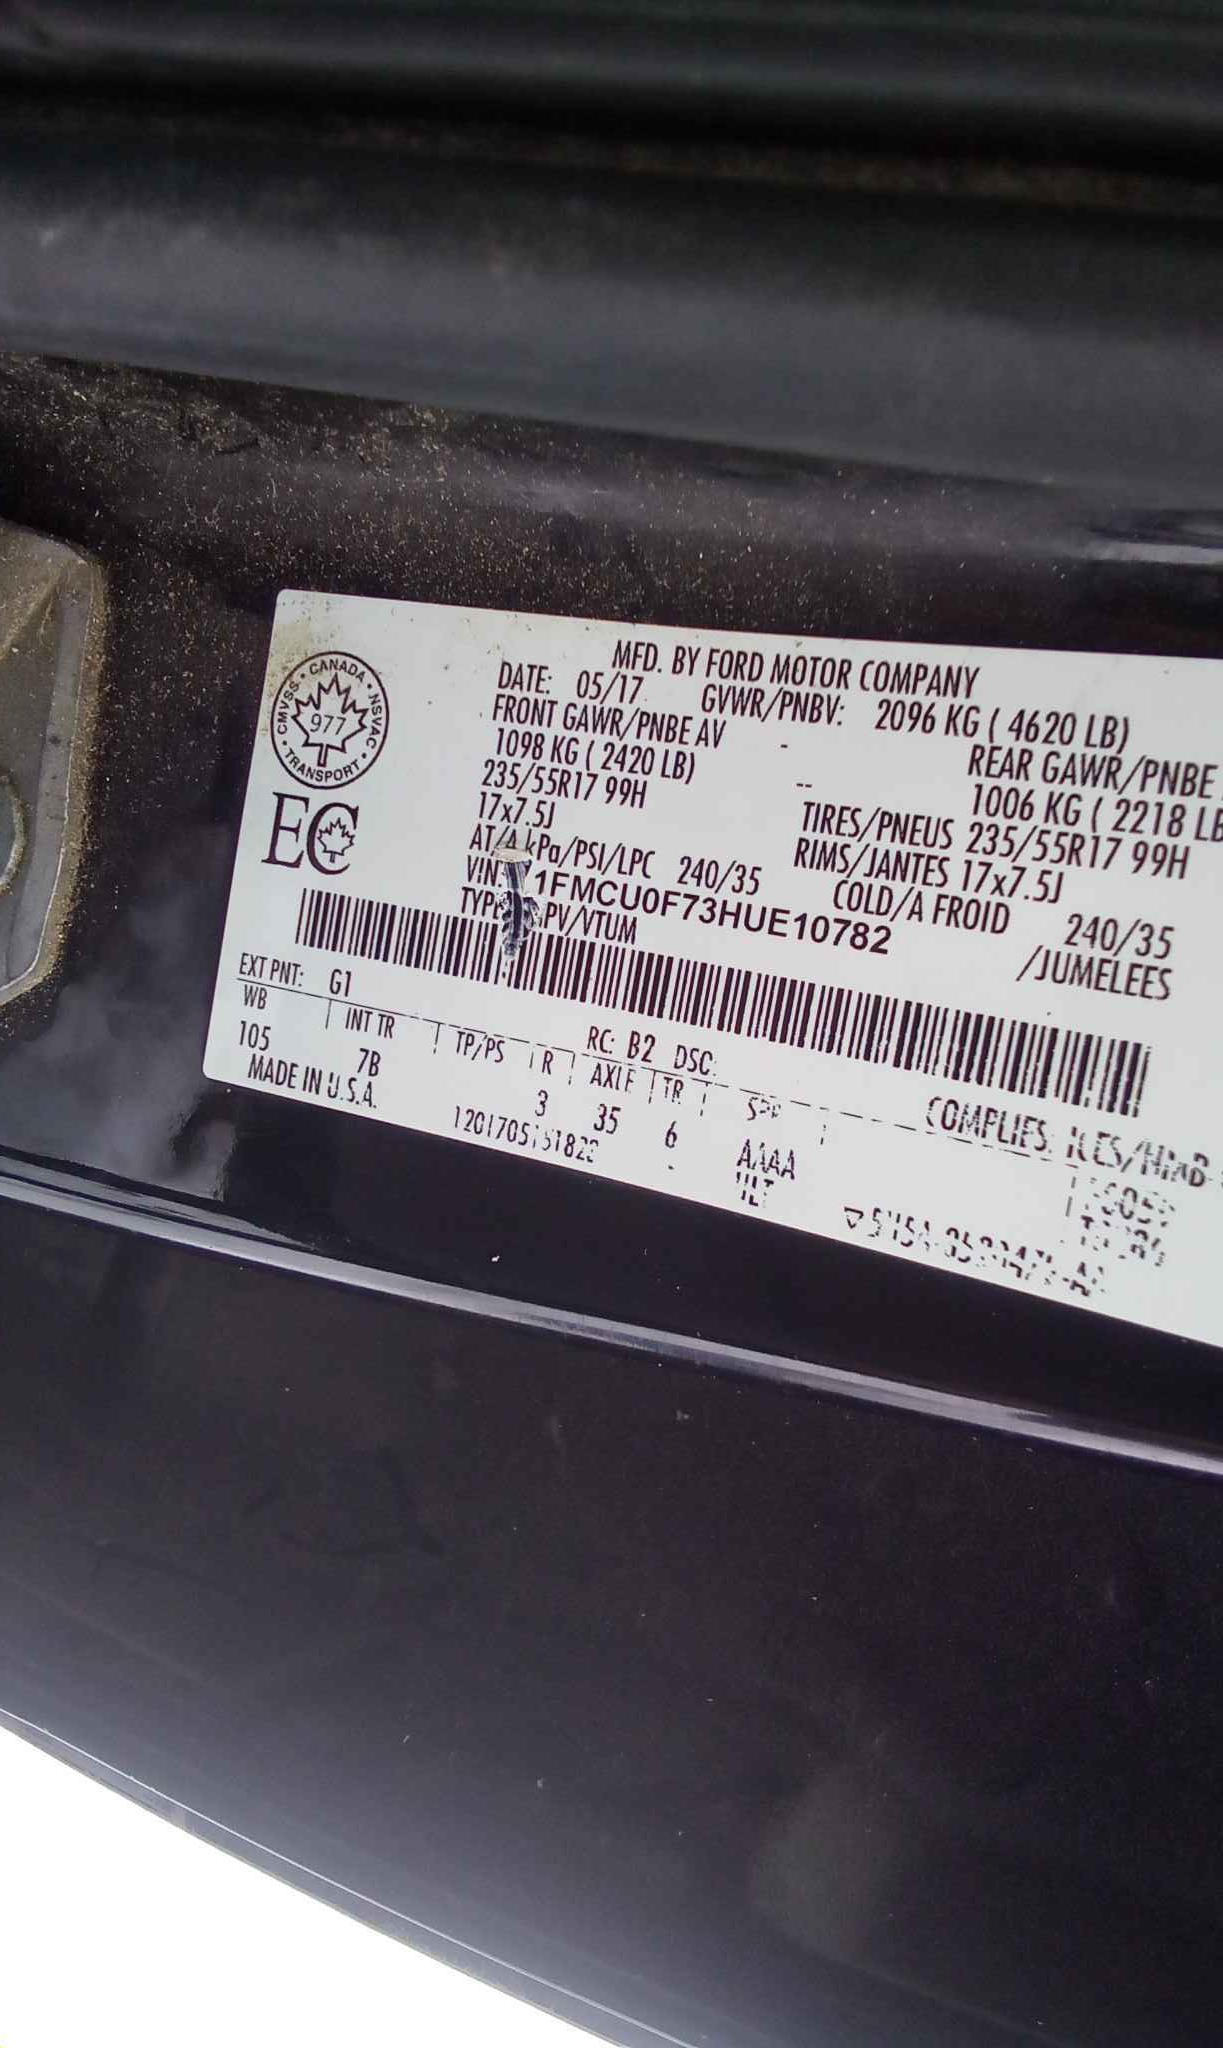 MFD. BY FORD MOTOR COMPANY
DATE: 05/17 GVWR/PNBV: 2096 KG ( 4620 LB)
FRONT GAWR/PNBE AV - REAR GAWR/PNBE
1098 KG ( 2420 LB) -- 1006 KG ( 2218 LB
235/55R17 99H TIRES/PNEUS 235/55R17 99H
17x7.5J RIMS/JANTES 17x7.5J
AT/À kPa/PSI/LPC 240/35 COLD/A FROID 240/35
VIN: 1FMCU0F73HUE10782 /JUMELEES
TYPE PV/VTUM
CMVSS • CANADA • NSVAC • TRANSPORT •
977
EC
EXT PNT: G1 RC: B2 DSC:
WB INT TR TP/PS R AXLE TR SPR
105 7B 3 35 6 AAAA
MADE IN U.S.A.
COMPLIES